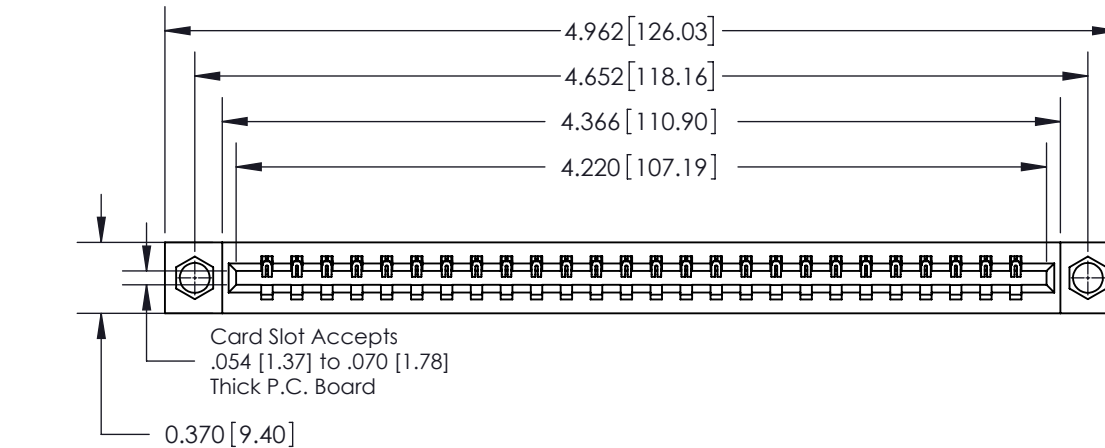 4.962 [126.03]
4.652 [118.16]
4.366 [110.90]
4.220 [107.19]
Card Slot Accepts
.054 [1.37] to .070 [1.78]
Thick P.C. Board
0.370 [9.40]